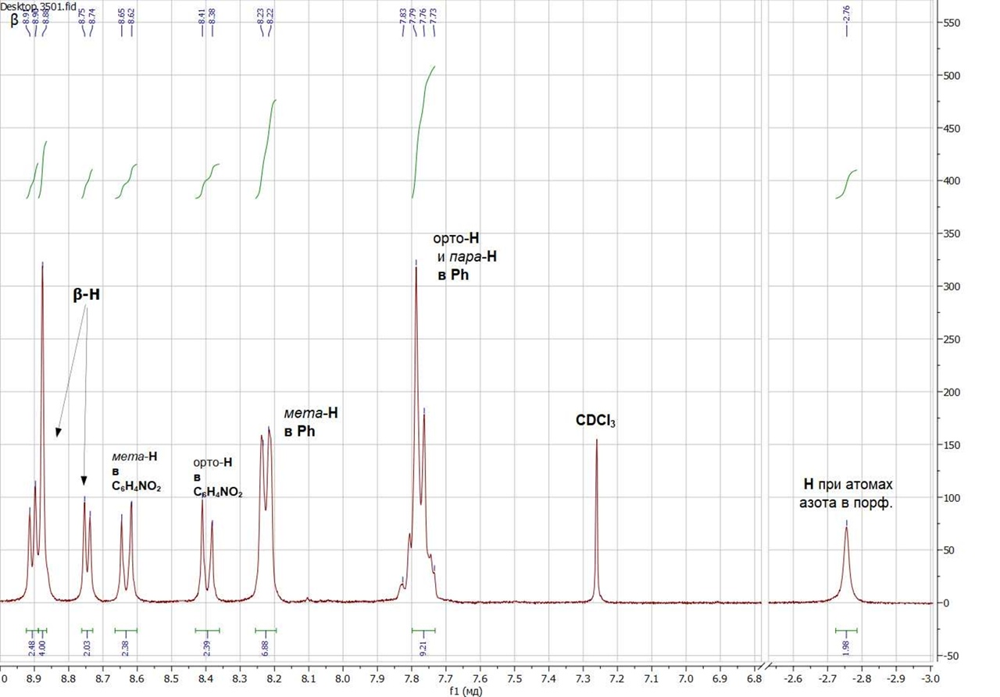 Desktop.3501.fid
β
8.90
8.88
8.75
8.74
8.65
8.62
8.41
8.38
8.23
8.22
7.83
7.79
7.76
7.73
-2.76
550
500
450
400
350
300
250
200
150
100
50
0
-50
орто-H
и пара-H
в Ph
β-H
мета-H
в Ph
CDCl₃
мета-H
в
C₆H₄NO₂
орто-H
в
C₆H₄NO₂
H при атомах
азота в порф.
2.48
4.00
2.03
2.38
2.39
6.88
9.21
1.98
0 8.9 8.8 8.7 8.6 8.5 8.4 8.3 8.2 8.1 8.0 7.9 7.8 7.7 7.6 7.5 7.4 7.3 7.2 7.1 7.0 6.9 6.8 -2.6 -2.7 -2.8 -2.9 -3.0
f1 (мд)